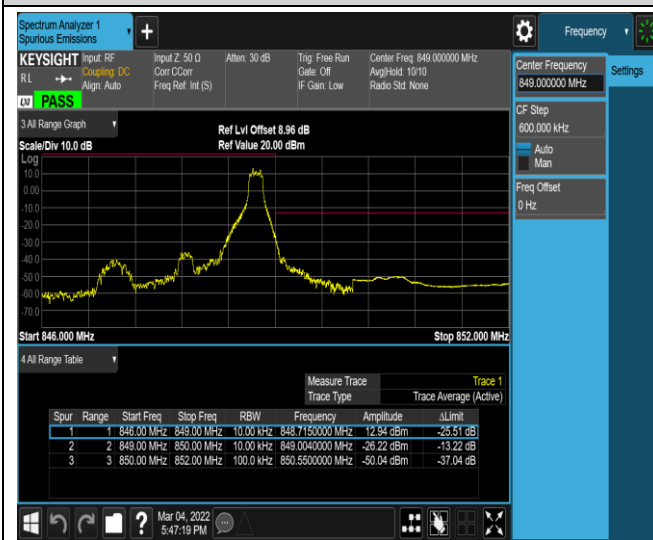 Spectrum Analyzer 1
Spurious Emissions
Frequency
KEYSIGHT
Input: RF
Coupling: DC
Align: Auto
Input Z: 50 Ω
Corr CCorr
Freq Ref: Int (S)
Atten: 30 dB
Trig: Free Run
Gate: Off
IF Gain: Low
Center Freq: 849.000000 MHz
Avg|Hold: 10/10
Radio Std: None
R L
LXI
PASS
Center Frequency
849.000000 MHz
Settings
CF Step
600.000 kHz
Auto
Man
Freq Offset
0 Hz
3 All Range Graph
Scale/Div 10.0 dB
Ref Lvl Offset 8.96 dB
Ref Value 20.00 dBm
Log
10.0
0.00
-10.0
-20.0
-30.0
-40.0
-50.0
-60.0
-70.0
Start 846.000 MHz
Stop 852.000 MHz
4 All Range Table
Measure Trace Trace 1
Trace Type Trace Average (Active)
Spur Range Start Freq Stop Freq RBW Frequency Amplitude ΔLimit
1 1 846.00 MHz 849.00 MHz 10.00 kHz 848.7150000 MHz 12.94 dBm -25.51 dB
2 2 849.00 MHz 850.00 MHz 10.00 kHz 849.0040000 MHz -26.22 dBm -13.22 dB
3 3 850.00 MHz 852.00 MHz 100.0 kHz 850.5500000 MHz -50.04 dBm -37.04 dB
Mar 04, 2022
5:47:19 PM